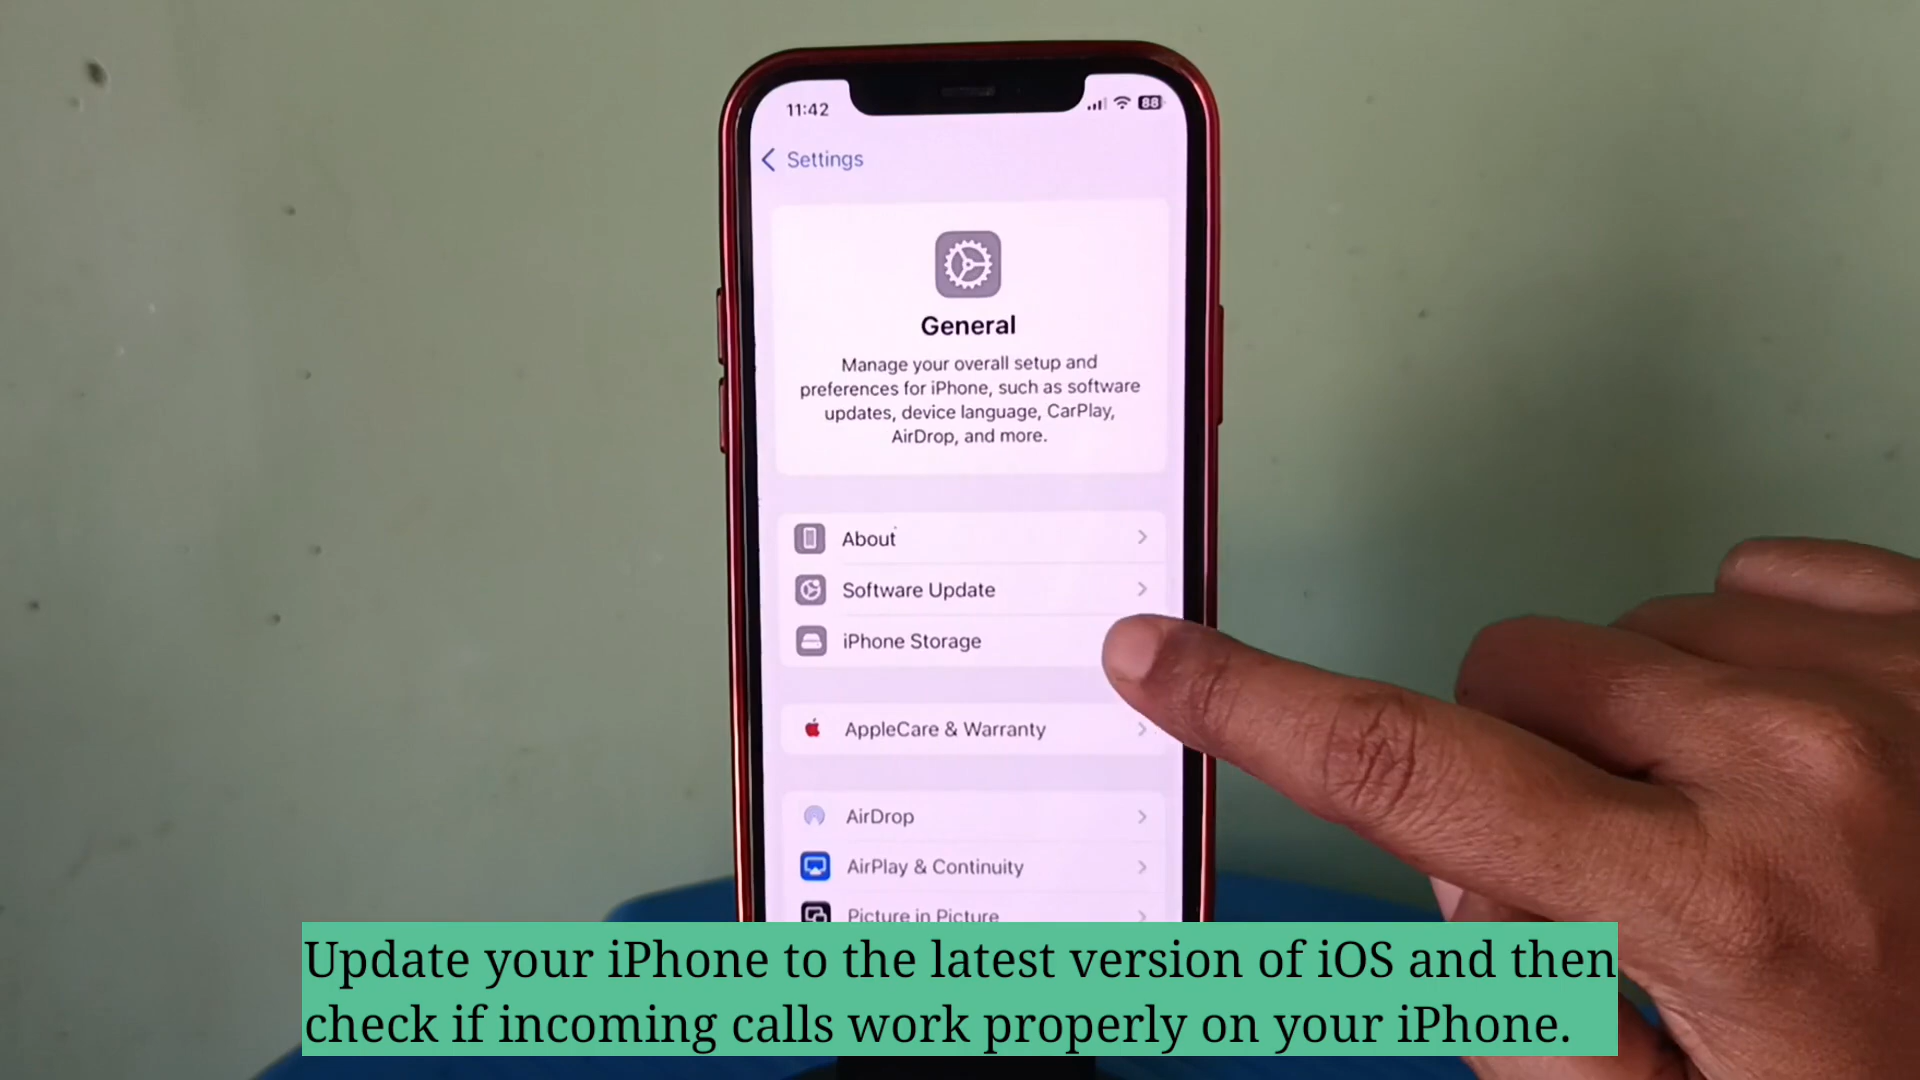 11:42
88
Settings
General
Manage your overall setup and
preferences for iPhone, such as software
updates, device language, CarPlay,
AirDrop, and more.
About
Software Update
iPhone Storage
AppleCare & Warranty
AirDrop
AirPlay & Continuity
Picture in Picture
Update your iPhone to the latest version of iOS and then
check if incoming calls work properly on your iPhone.